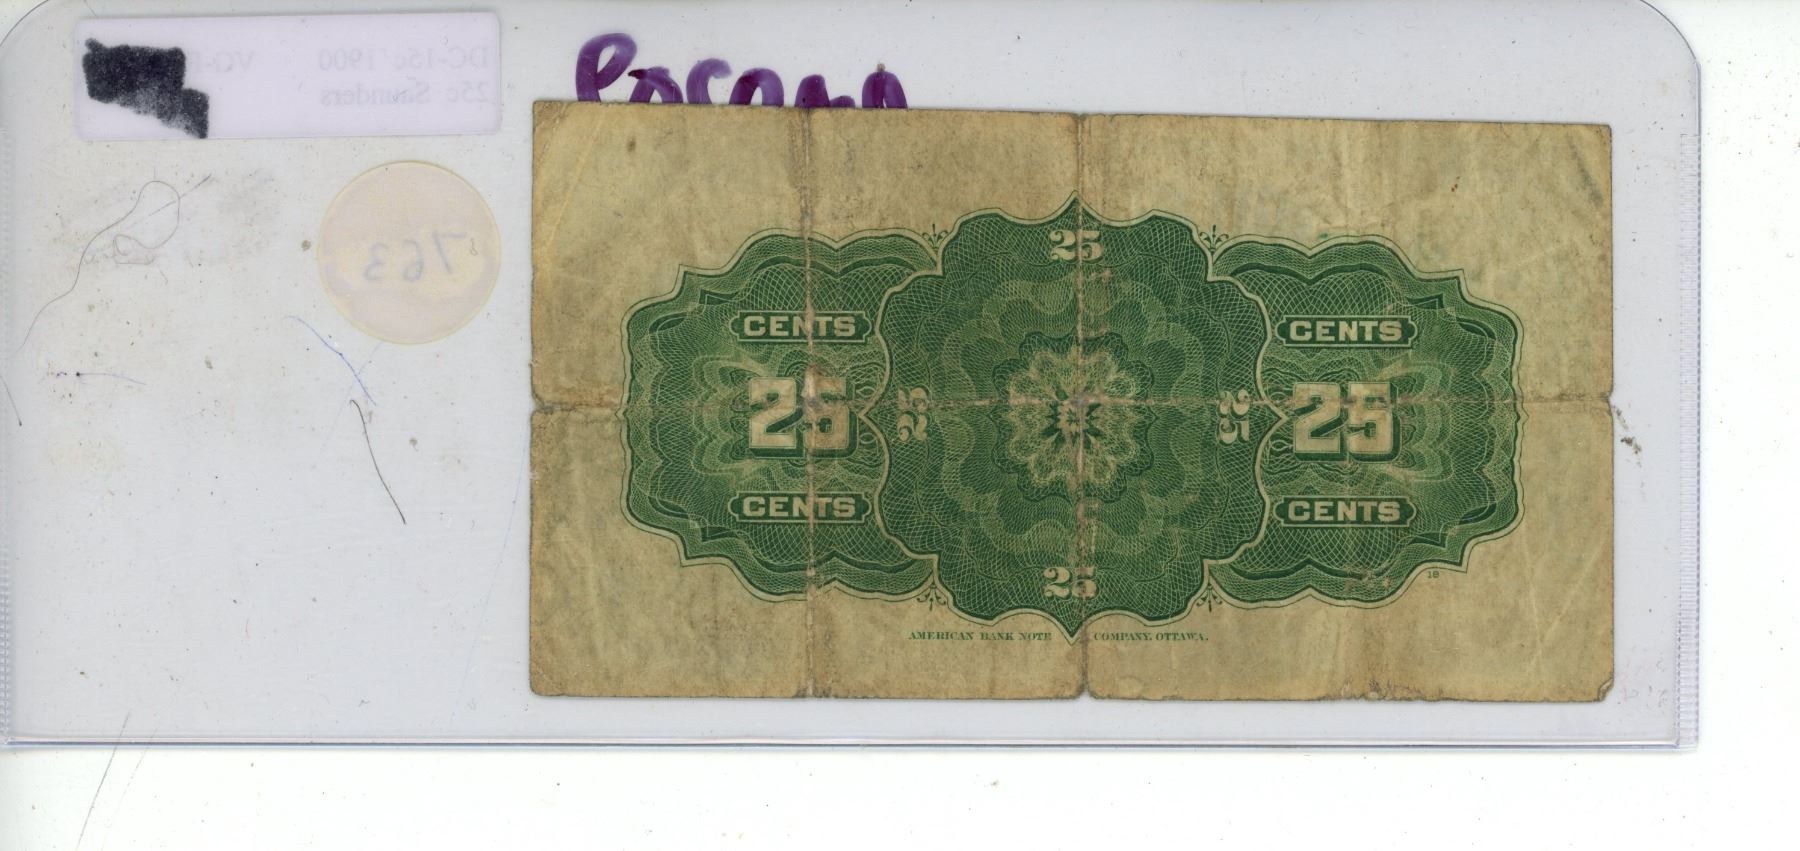 DC-15c 1900 VG-F
25c Saunders
763
25
CENTS CENTS
25 25 25 25
CENTS CENTS
25
18
AMERICAN BANK NOTE COMPANY, OTTAWA.